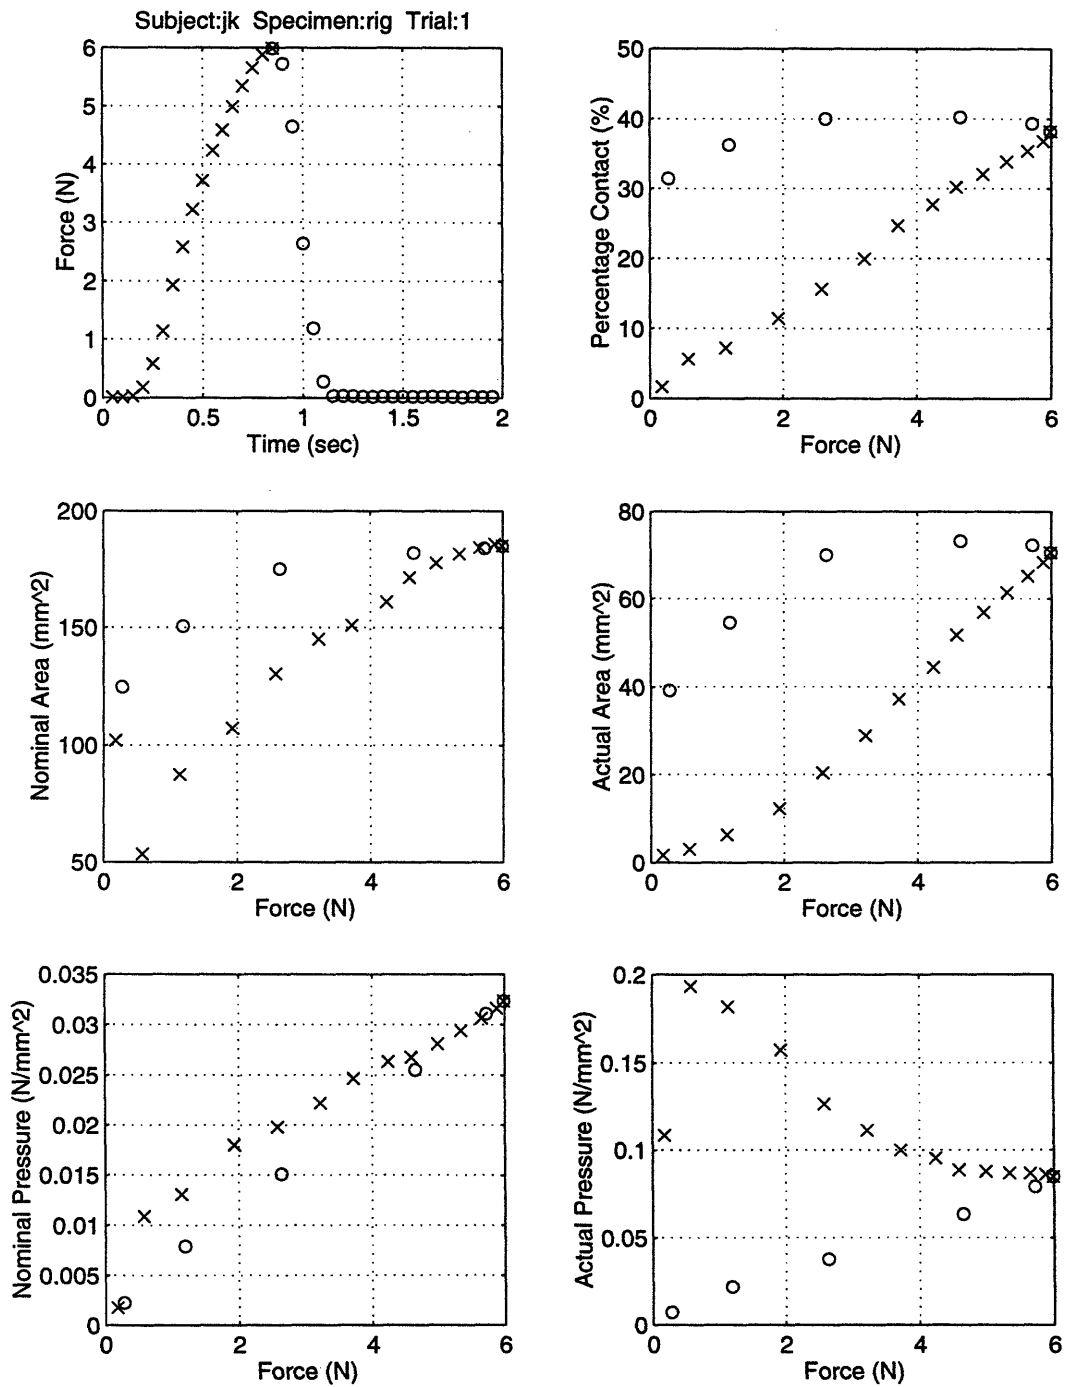 Subject:jk Specimen:rig Trial:1
6
5
4
3
2
1
0
Force (N)
0 0.5 1 1.5 2
Time (sec)
50
40
30
20
10
0
Percentage Contact (%)
0 2 4 6
Force (N)
200
150
100
50
Nominal Area (mm^2)
0 2 4 6
Force (N)
80
60
40
20
0
Actual Area (mm^2)
0 2 4 6
Force (N)
0.035
0.03
0.025
0.02
0.015
0.01
0.005
0
Nominal Pressure (N/mm^2)
0 2 4 6
Force (N)
0.2
0.15
0.1
0.05
0
Actual Pressure (N/mm^2)
0 2 4 6
Force (N)